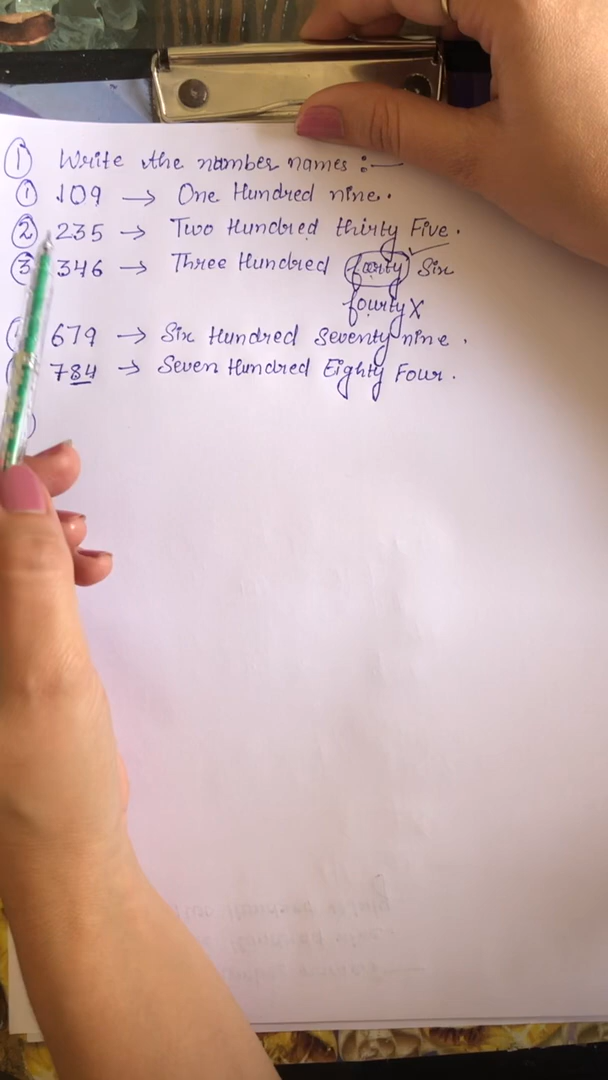 ① Write the number names :—
① 109 → One Hundred nine.
② 235 → Two Hundred thirty Five.
③ 346 → Three Hundred forty ✓ Six
fourty X
679 → Six Hundred Seventy nine.
784 → Seven Hundred Eighty Four.